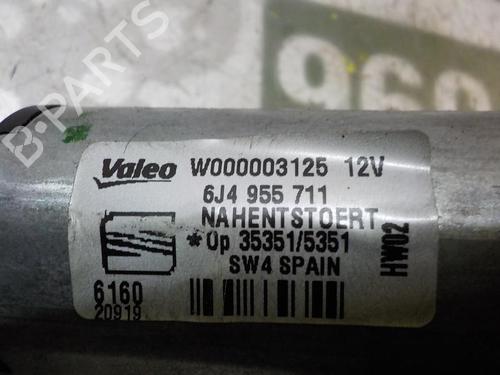 B-PARTS
960
Valeo W000003125 12V
6J4 955 711
NAHENTSTOERT
*Op 35351/5351
SW4 SPAIN
HW02
6160
20919